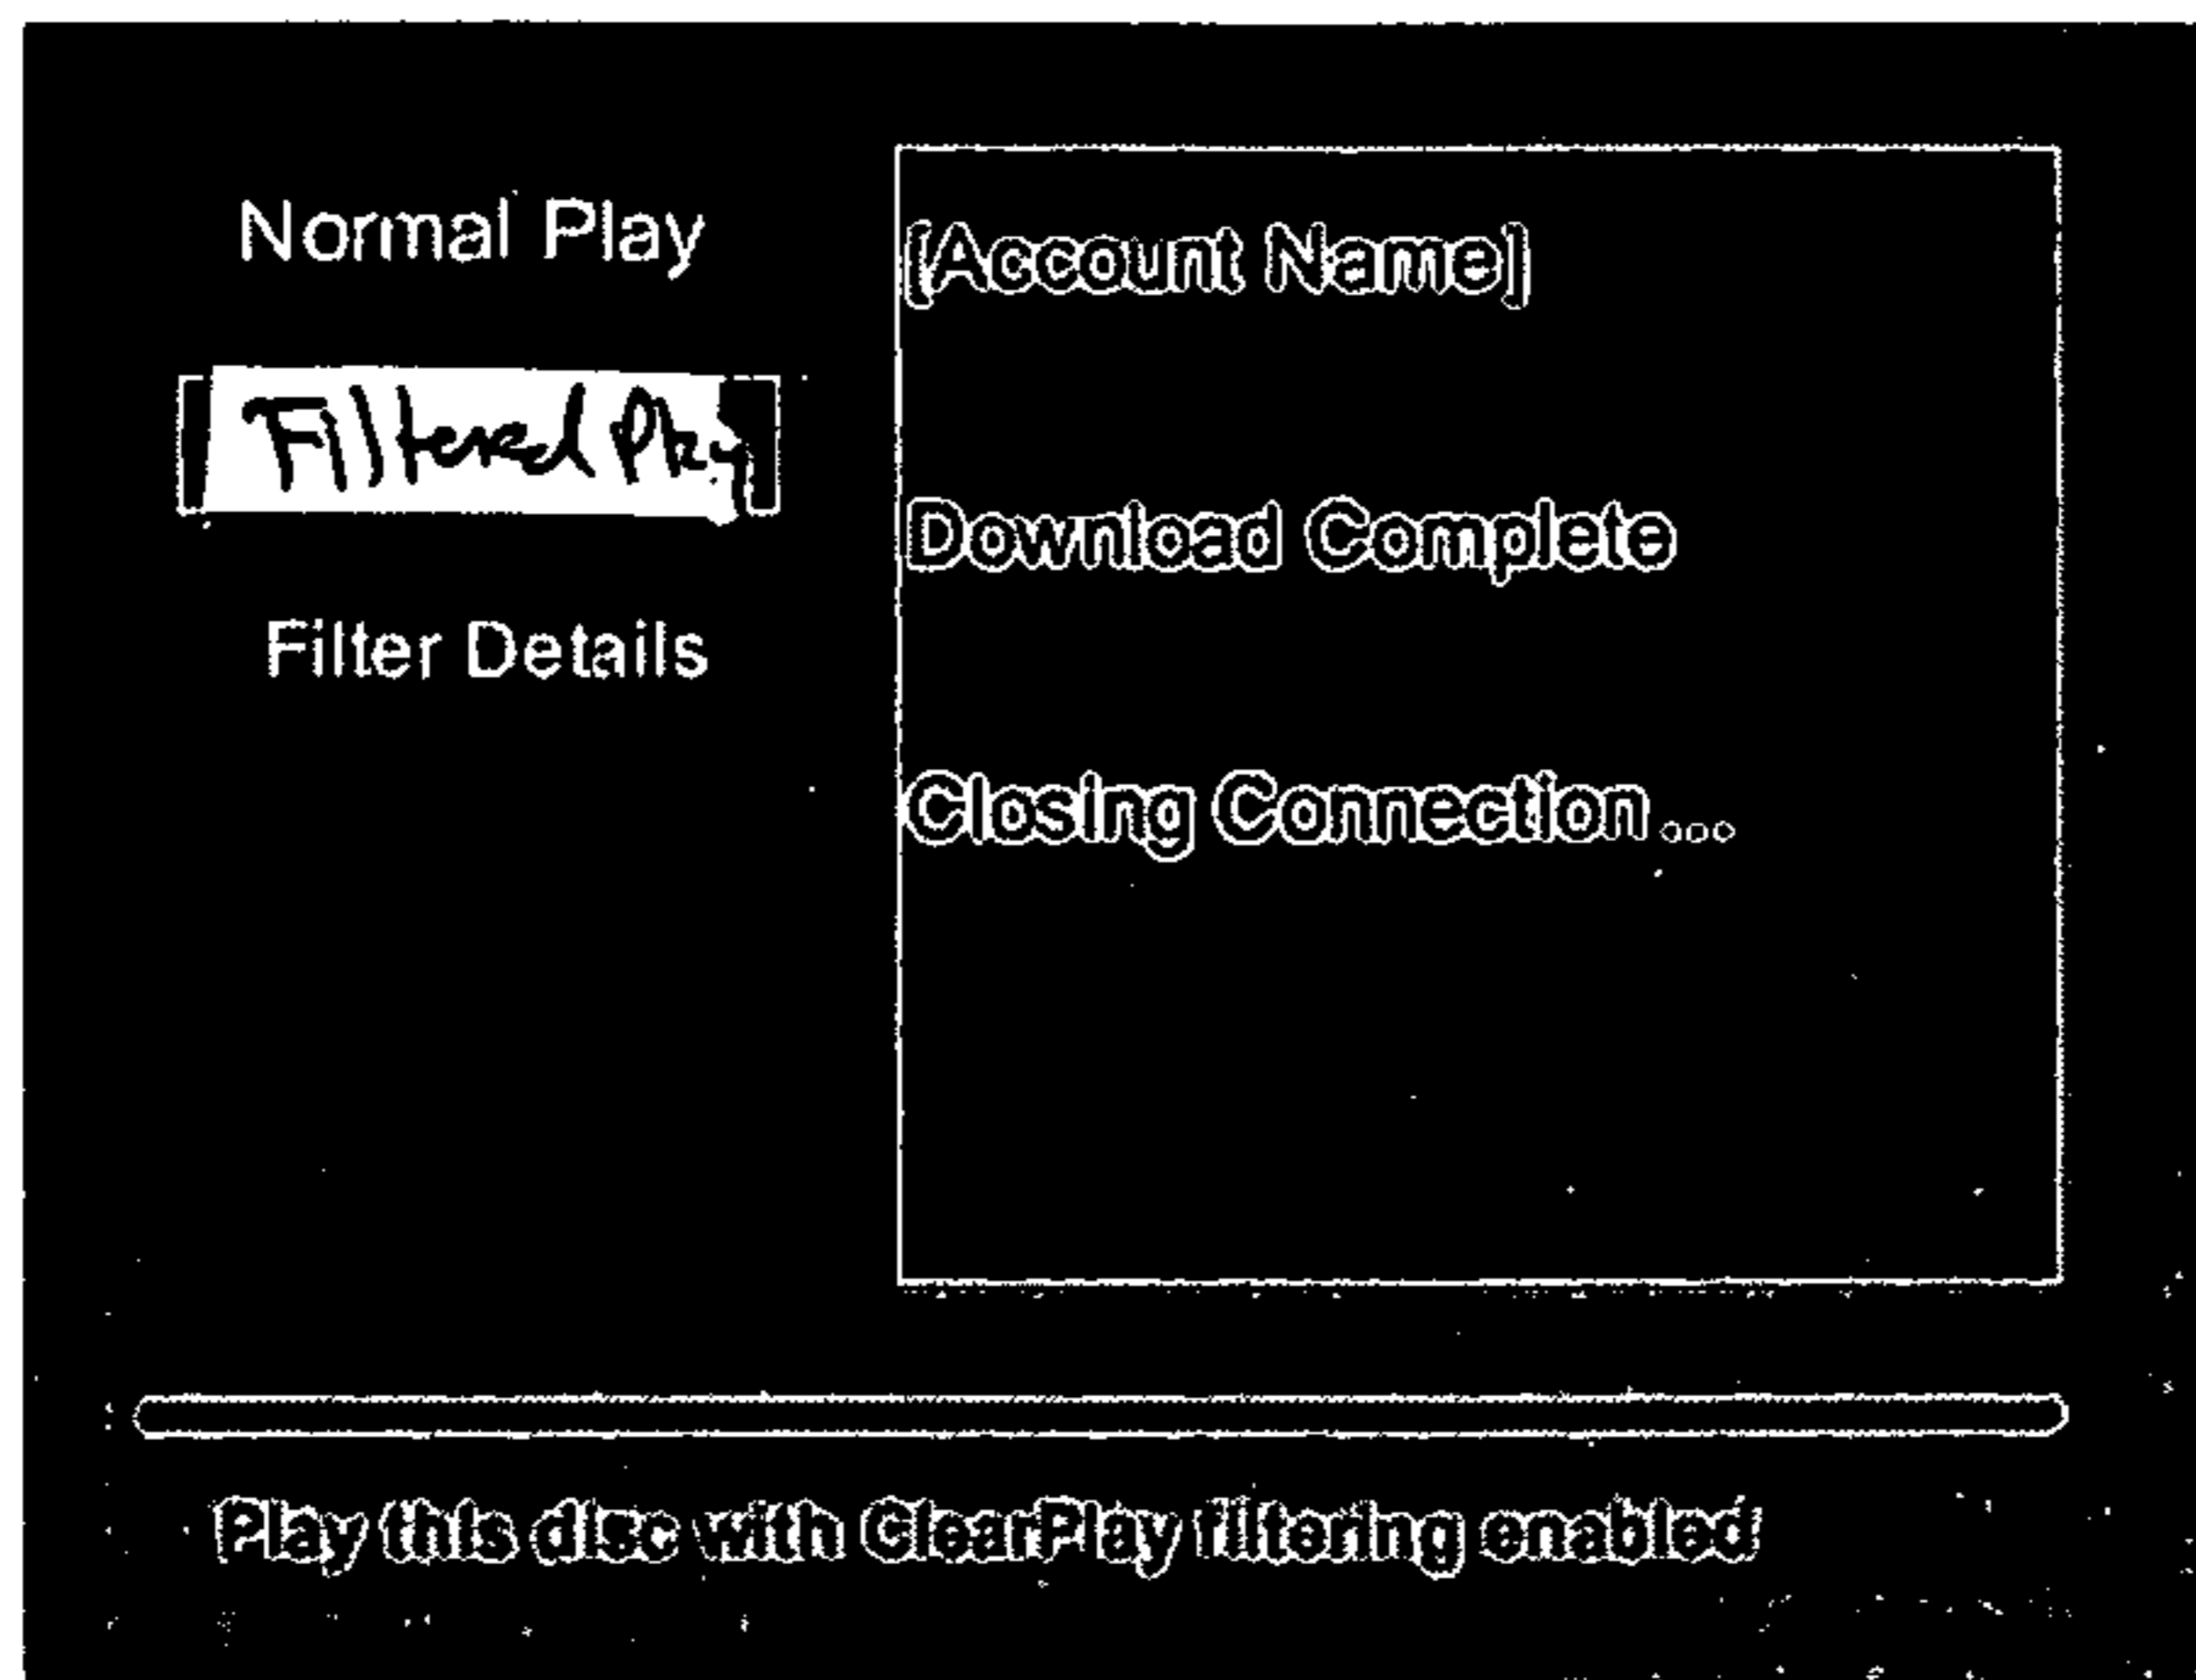 Normal Play
Filtered Play
Filter Details
[Account Name]
Download Complete
Closing Connection...
Play this disc with ClearPlay filtering enabled